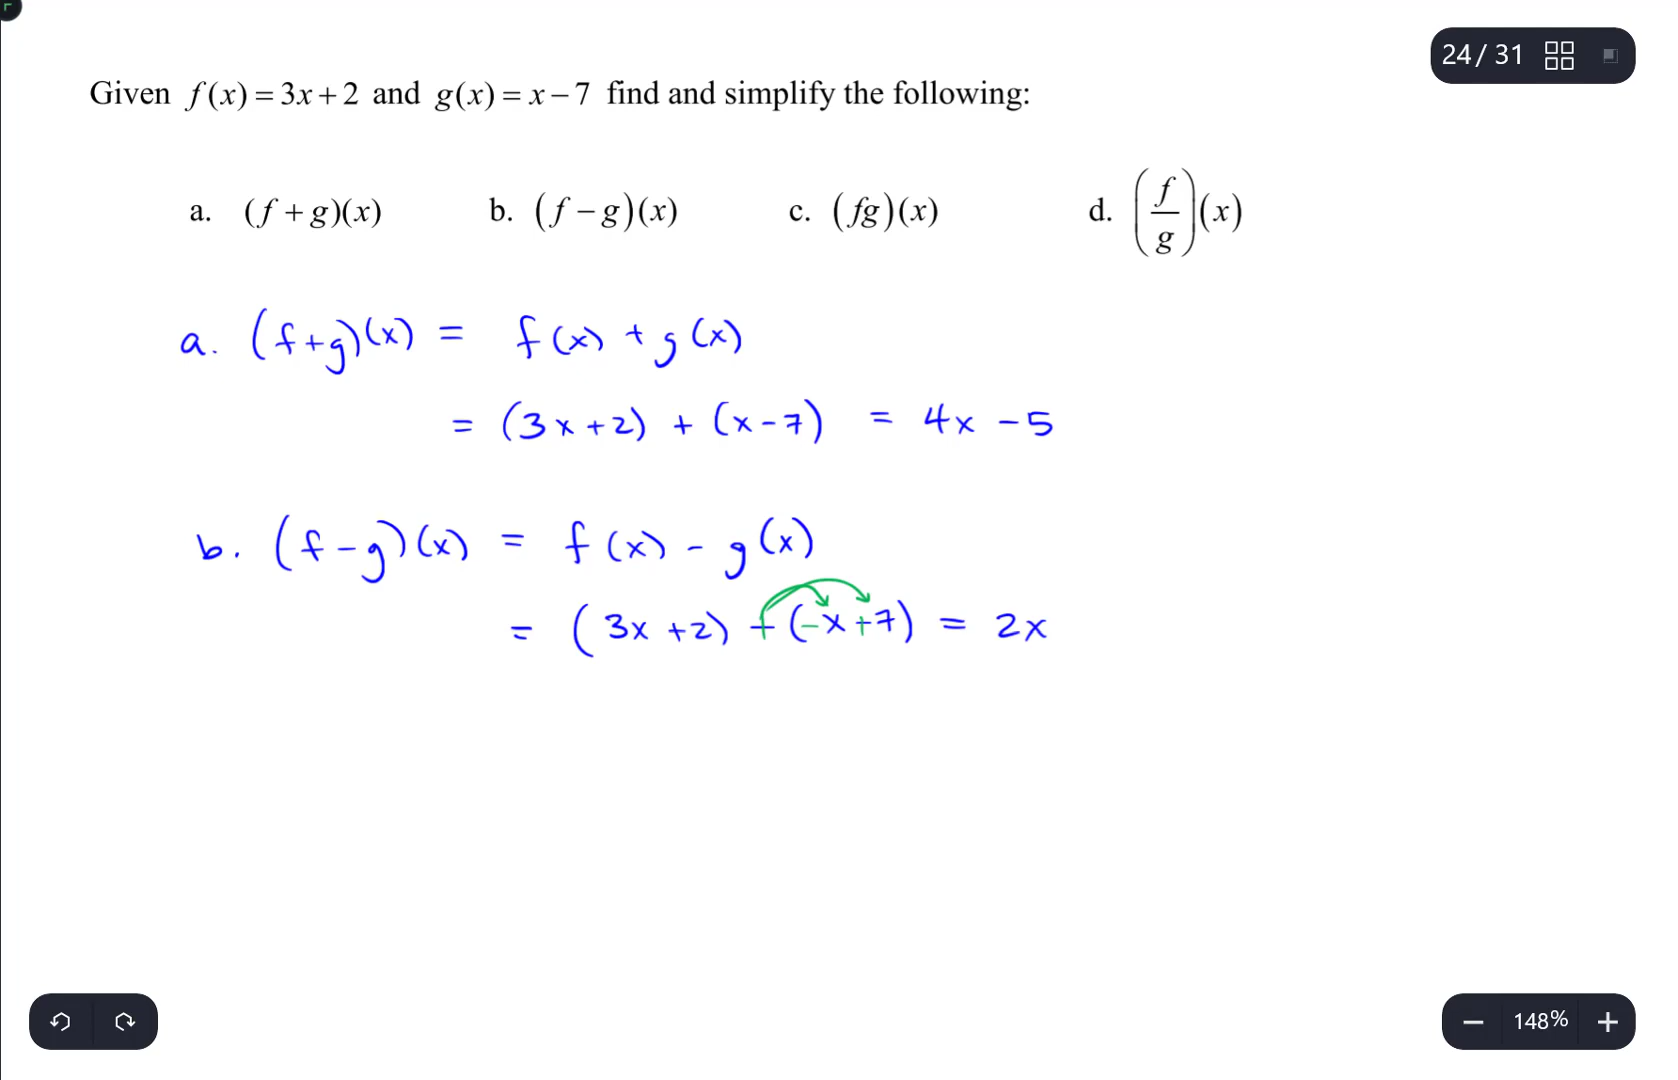 24 / 31
Given f(x) = 3x + 2 and g(x) = x − 7 find and simplify the following:
a. (f + g)(x) b. (f − g)(x) c. (fg)(x) d. (f/g)(x)
a. (f+g)(x) = f(x) + g(x)
= (3x+2) + (x-7) = 4x - 5
b. (f-g)(x) = f(x) - g(x)
= (3x+2) + (-x+7) = 2x
148%